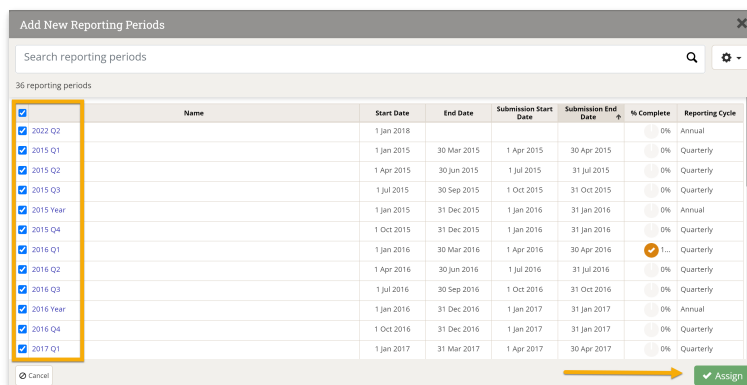 Add New Reporting Periods
Search reporting periods
36 reporting periods
Name Start Date End Date Submission Start Date Submission End Date % Complete Reporting Cycle
2022 Q2 1 Jan 2018 0% Annual
2015 Q1 1 Jan 2015 30 Mar 2015 1 Apr 2015 30 Apr 2015 0% Quarterly
2015 Q2 1 Apr 2015 30 Jun 2015 1 Jul 2015 31 Jul 2015 0% Quarterly
2015 Q3 1 Jul 2015 30 Sep 2015 1 Oct 2015 31 Oct 2015 0% Quarterly
2015 Year 1 Jan 2015 31 Dec 2015 1 Jan 2016 31 Jan 2016 0% Annual
2015 Q4 1 Oct 2015 31 Dec 2015 1 Jan 2016 31 Jan 2016 0% Quarterly
2016 Q1 1 Jan 2016 30 Mar 2016 1 Apr 2016 30 Apr 2016 1... Quarterly
2016 Q2 1 Apr 2016 30 Jun 2016 1 Jul 2016 31 Jul 2016 0% Quarterly
2016 Q3 1 Jul 2016 30 Sep 2016 1 Oct 2016 31 Oct 2016 0% Quarterly
2016 Year 1 Jan 2016 31 Dec 2016 1 Jan 2017 31 Jan 2017 0% Annual
2016 Q4 1 Oct 2016 31 Dec 2016 1 Jan 2017 31 Jan 2017 0% Quarterly
2017 Q1 1 Jan 2017 31 Mar 2017 1 Apr 2017 30 Apr 2017 0% Quarterly
Cancel Assign